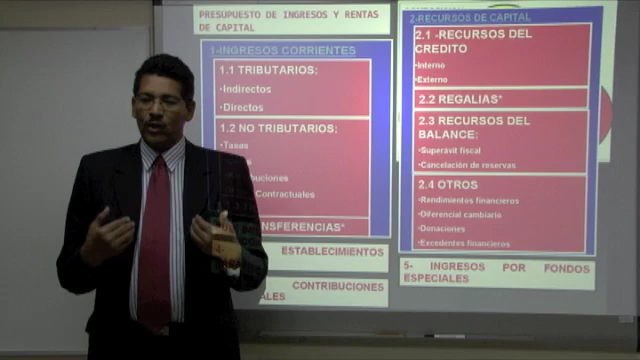 PRESUPUESTO DE INGRESOS Y RENTAS
DE CAPITAL
1-INGRESOS CORRIENTES
1.1 TRIBUTARIOS:
•Indirectos
•Directos
1.2 NO TRIBUTARIOS:
•Tasas
Contractuales
ESTABLECIMIENTOS
CONTRIBUCIONES
2-RECURSOS DE CAPITAL
2.1 -RECURSOS DEL
CREDITO
•Interno
•Externo
2.2 REGALIAS*
2.3 RECURSOS DEL
BALANCE:
•Superávit fiscal
•Cancelación de reservas
2.4 OTROS
•Rendimientos financieros
•Diferencial cambiario
•Donaciones
•Excedentes financieros
5- INGRESOS POR FONDOS
ESPECIALES